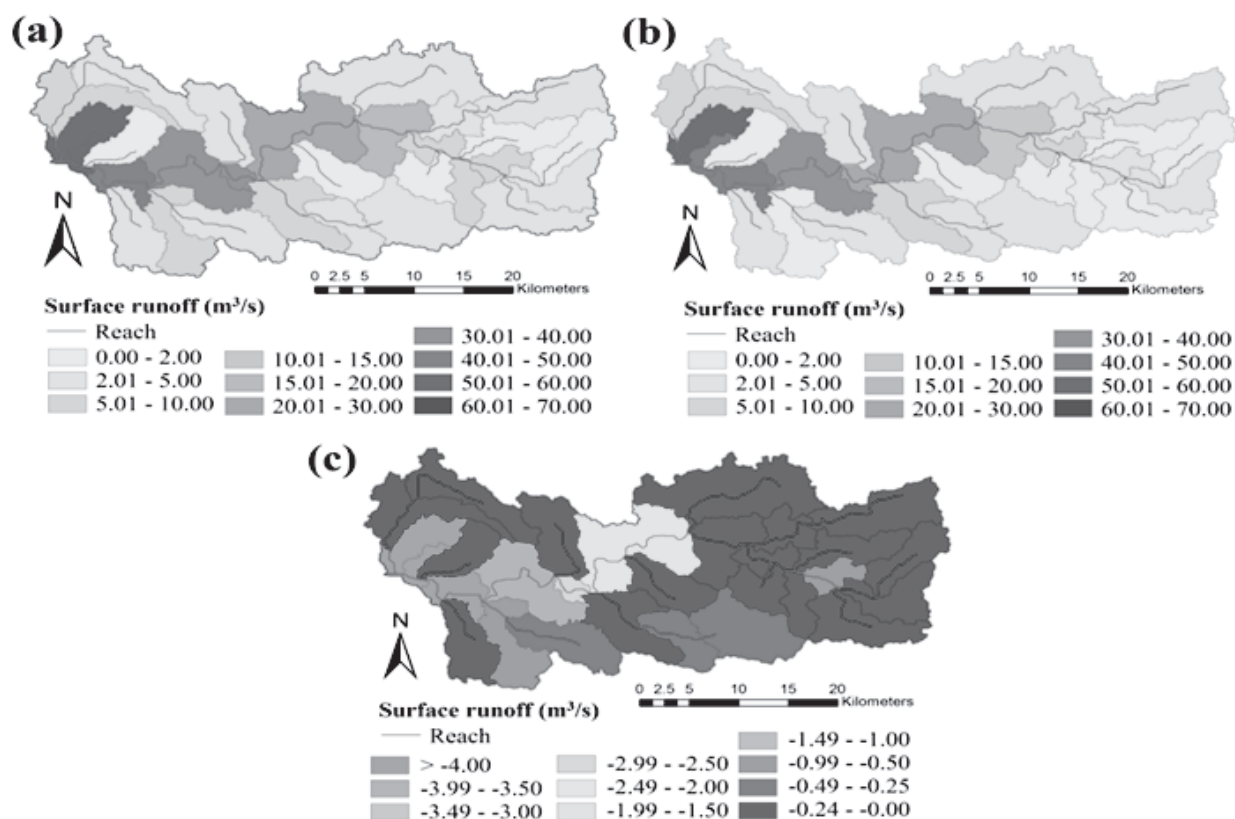 (a)
N
0 2.5 5 10 15 20
Kilometers
Surface runoff (m³/s)
Reach
0.00 - 2.00
2.01 - 5.00
5.01 - 10.00
10.01 - 15.00
15.01 - 20.00
20.01 - 30.00
30.01 - 40.00
40.01 - 50.00
50.01 - 60.00
60.01 - 70.00
(b)
N
0 2.5 5 10 15 20
Kilometers
Surface runoff (m³/s)
Reach
0.00 - 2.00
2.01 - 5.00
5.01 - 10.00
10.01 - 15.00
15.01 - 20.00
20.01 - 30.00
30.01 - 40.00
40.01 - 50.00
50.01 - 60.00
60.01 - 70.00
(c)
N
0 2.5 5 10 15 20
Kilometers
Surface runoff (m³/s)
Reach
> -4.00
-3.99 - -3.50
-3.49 - -3.00
-2.99 - -2.50
-2.49 - -2.00
-1.99 - -1.50
-1.49 - -1.00
-0.99 - -0.50
-0.49 - -0.25
-0.24 - -0.00